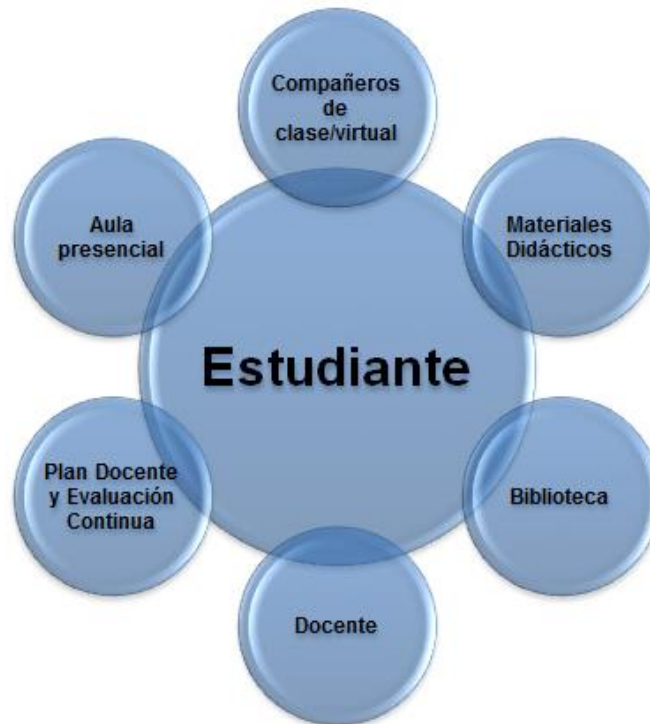 Compañeros
de
clase/virtual
Aula
presencial
Materiales
Didácticos
Estudiante
Plan Docente
y Evaluación
Continua
Biblioteca
Docente